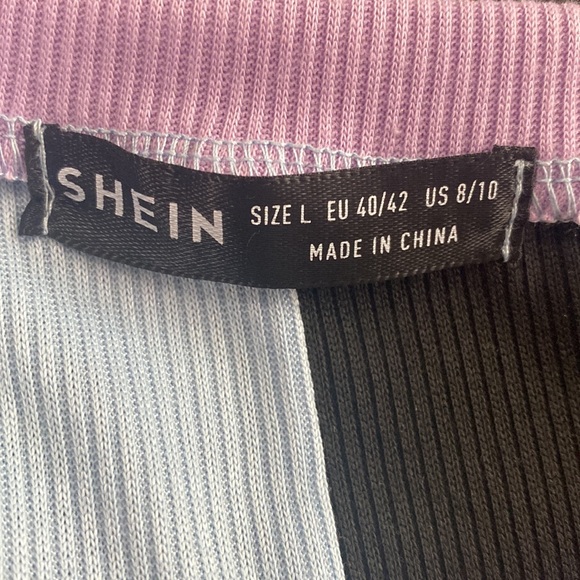 SHEIN
SIZE L EU 40/42 US 8/10
MADE IN CHINA